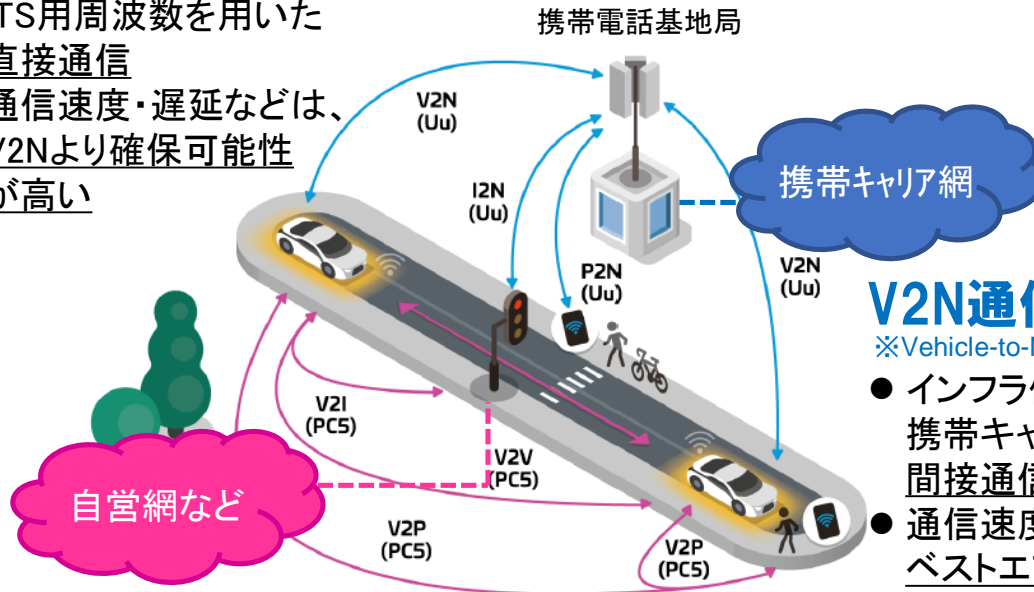 TS用周波数を用いた
直接通信
通信速度・遅延などは、
V2Nより確保可能性
が高い
携帯電話基地局
V2N
(Uu)
携帯キャリア網
I2N
(Uu)
P2N
(Uu)
V2N
(Uu)
V2N通
※Vehicle-to-
● インフラ
携帯キャ
間接通
● 通信速
ベストエ
V2I
(PC5)
V2V
(PC5)
自営網など
V2P
(PC5)
V2P
(PC5)